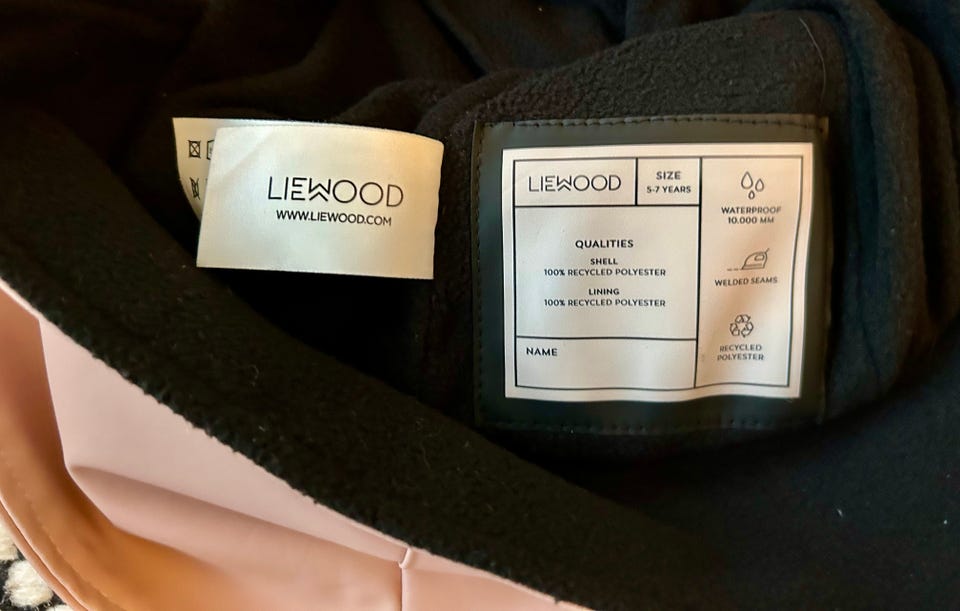 LIEWOOD
WWW.LIEWOOD.COM
LIEWOOD
SIZE
5-7 YEARS
QUALITIES
SHELL
100% RECYCLED POLYESTER
LINING
100% RECYCLED POLYESTER
NAME
WATERPROOF
10.000 MM
WELDED SEAMS
RECYCLED
POLYESTER